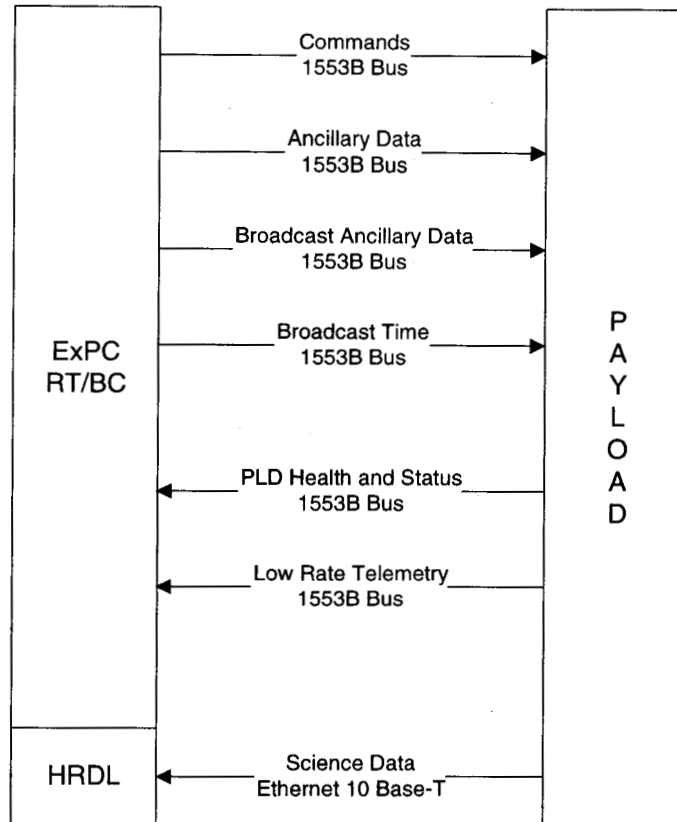 Commands
1553B Bus
Ancillary Data
1553B Bus
Broadcast Ancillary Data
1553B Bus
Broadcast Time
1553B Bus
ExPC
RT/BC
PAYLOAD
PLD Health and Status
1553B Bus
Low Rate Telemetry
1553B Bus
HRDL
Science Data
Ethernet 10 Base-T